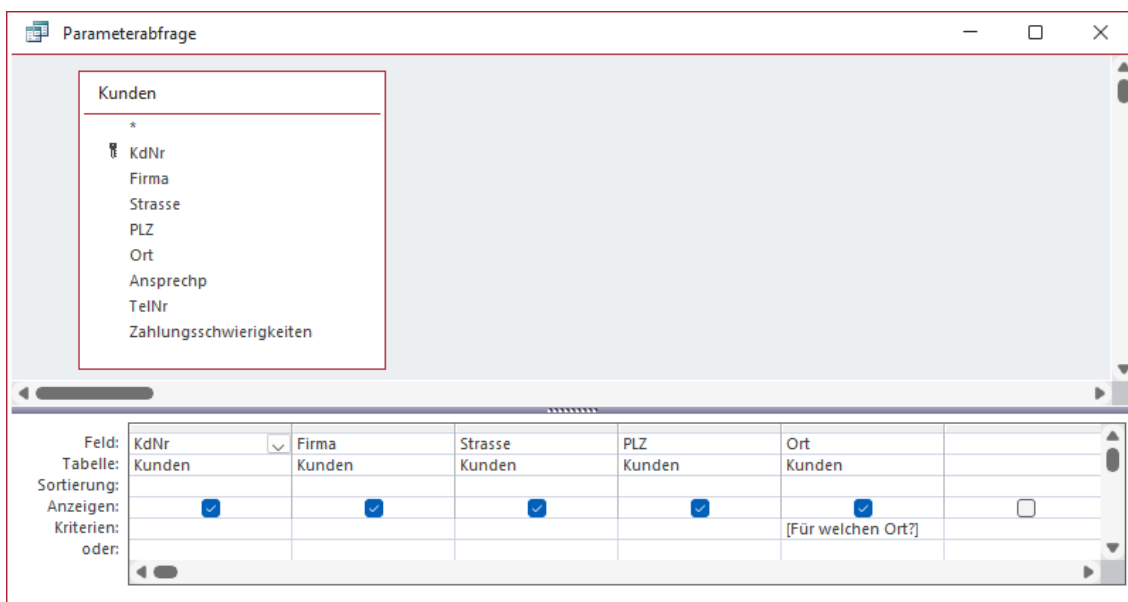 Parameterabfrage
Kunden
*
KdNr
Firma
Strasse
PLZ
Ort
Ansprechp
TelNr
Zahlungsschwierigkeiten
Feld: KdNr Firma Strasse PLZ Ort
Tabelle: Kunden Kunden Kunden Kunden Kunden
Sortierung:
Anzeigen:
Kriterien: [Für welchen Ort?]
oder: